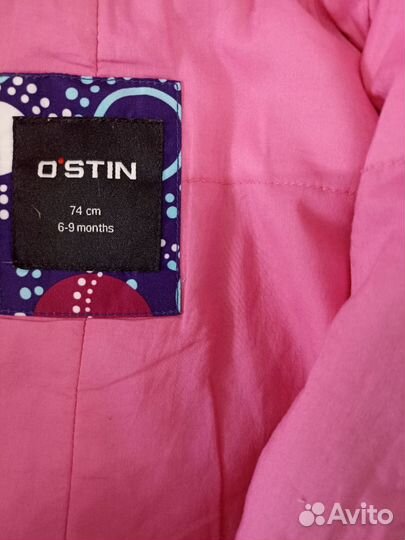 O'STIN
74 cm
6-9 months
Avito